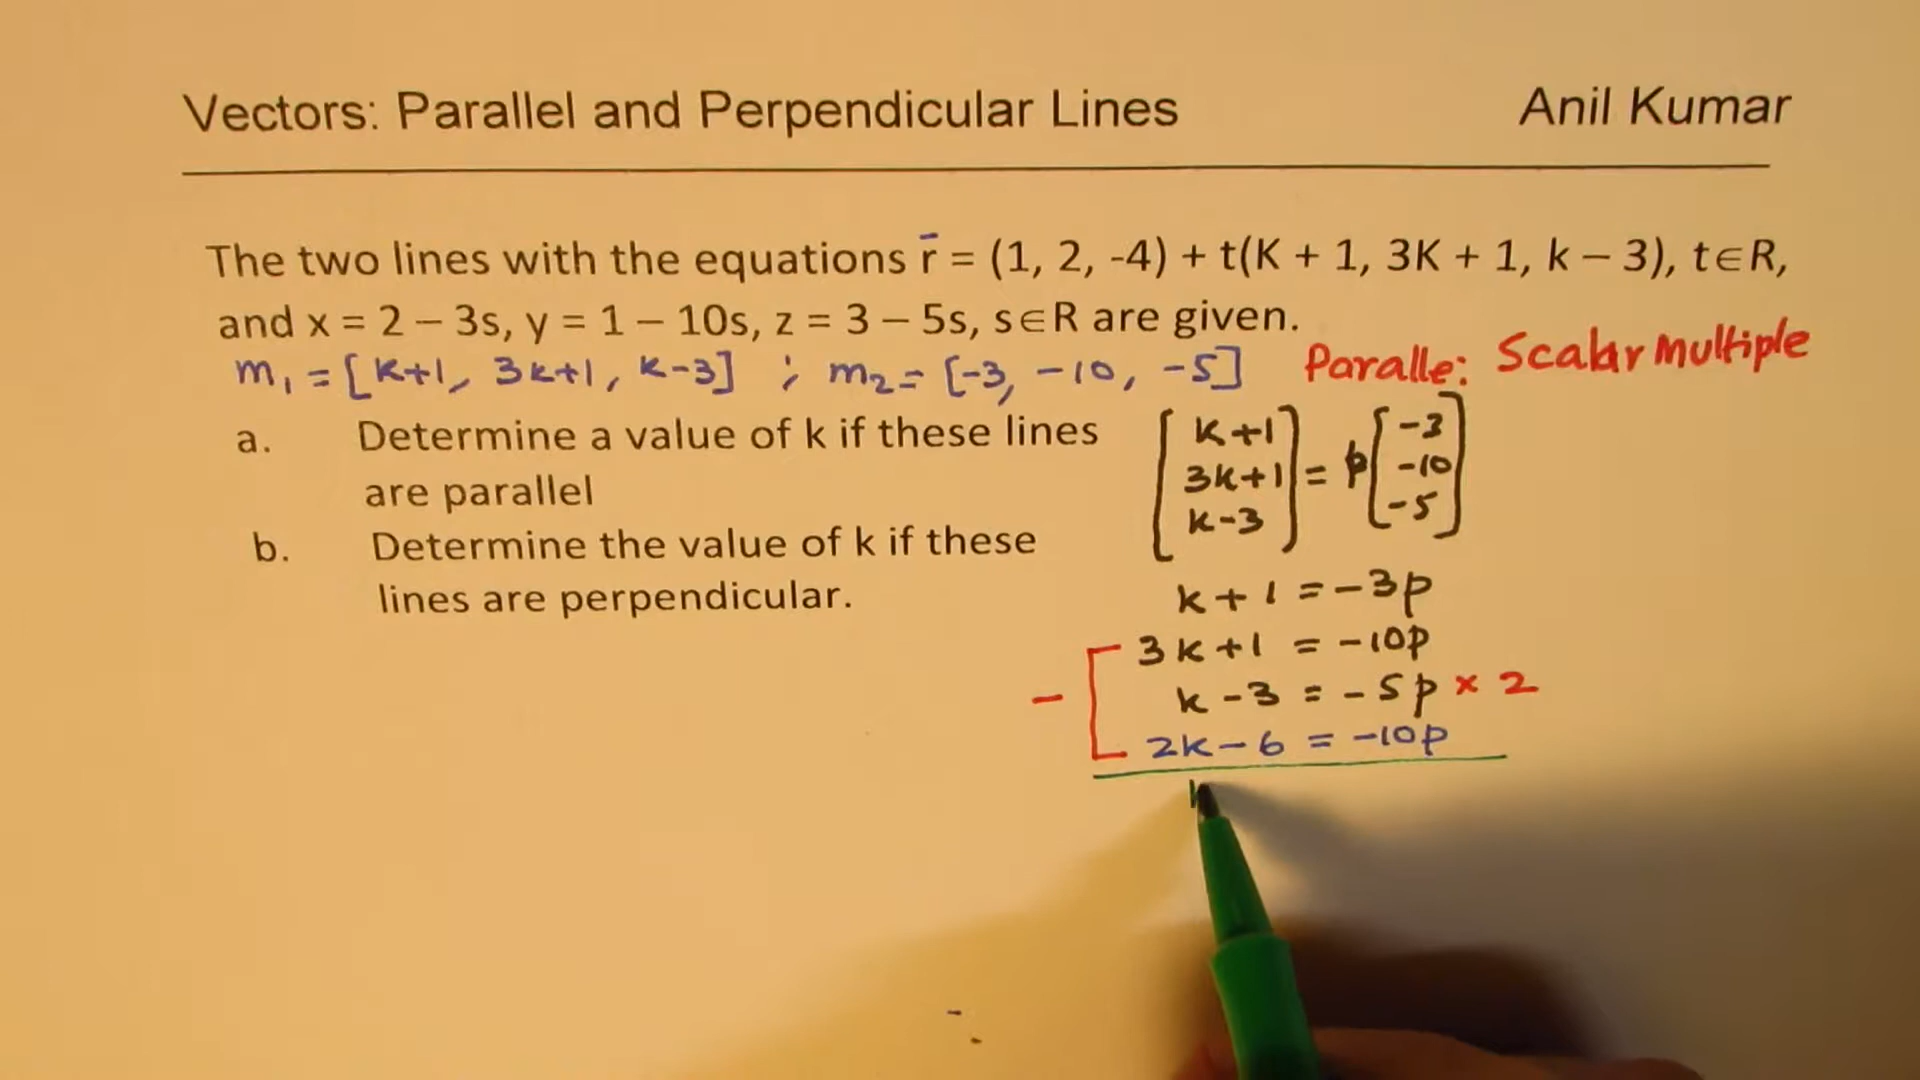 Vectors: Parallel and Perpendicular Lines Anil Kumar
The two lines with the equations r̄ = (1, 2, -4) + t(K + 1, 3K + 1, k – 3), t∈R,
and x = 2 – 3s, y = 1 – 10s, z = 3 – 5s, s∈R are given.
m₁ = [k+1, 3k+1, k-3] ; m₂ = [-3, -10, -5] Paralle: Scalar multiple
a. Determine a value of k if these lines
are parallel
b. Determine the value of k if these
lines are perpendicular.
[k+1] = p[-3]
[3k+1] [-10]
[k-3] [-5]
k+1 = -3p
3k+1 = -10p
k-3 = -5p × 2
- 2k-6 = -10p